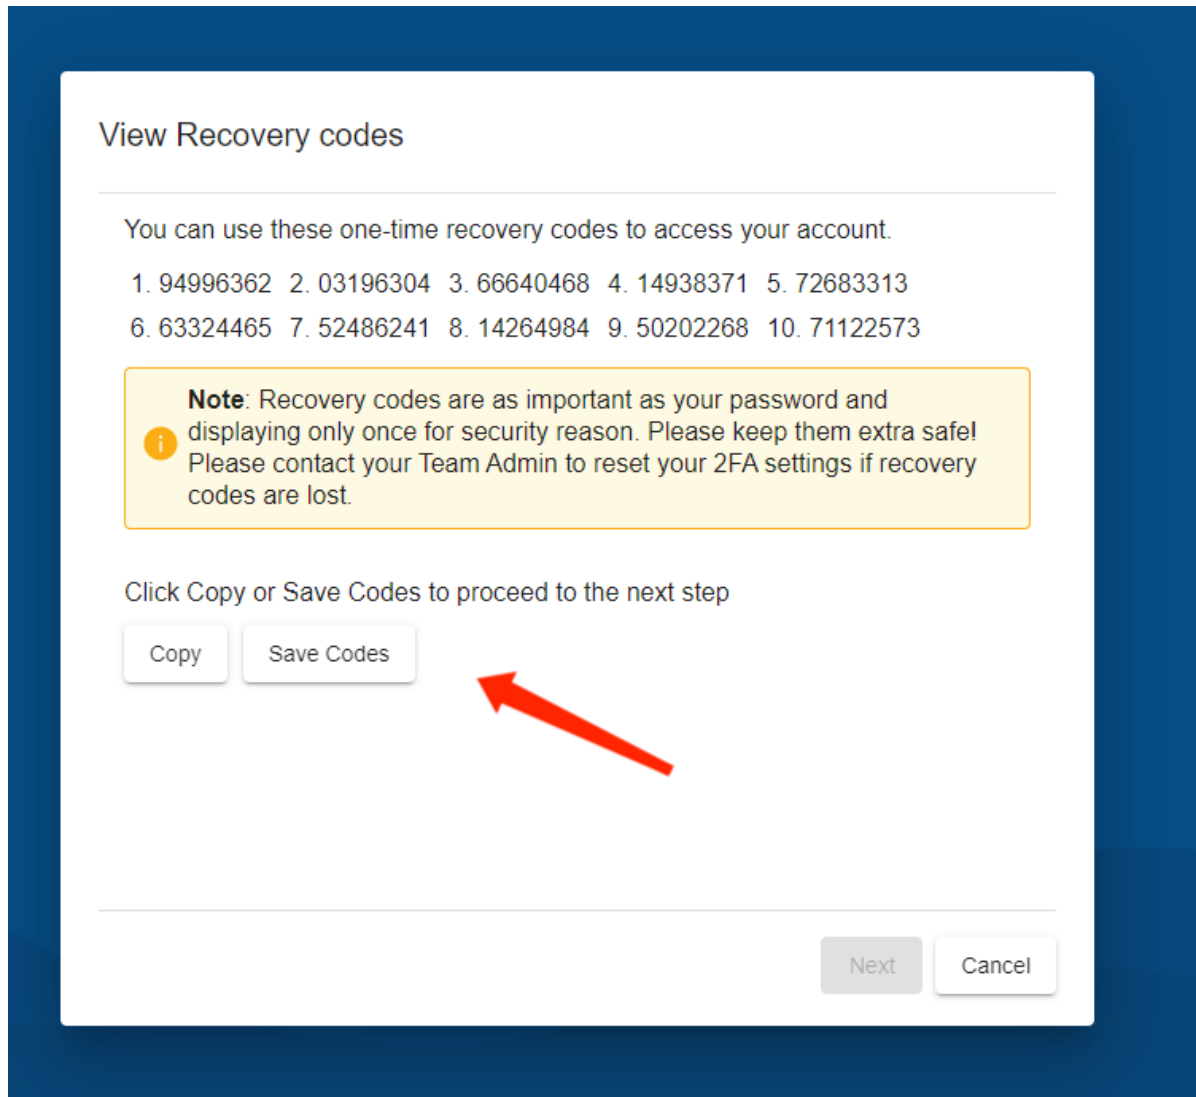 View Recovery codes
You can use these one-time recovery codes to access your account.
1. 94996362 2. 03196304 3. 66640468 4. 14938371 5. 72683313
6. 63324465 7. 52486241 8. 14264984 9. 50202268 10. 71122573
Note: Recovery codes are as important as your password and
displaying only once for security reason. Please keep them extra safe!
Please contact your Team Admin to reset your 2FA settings if recovery
codes are lost.
Click Copy or Save Codes to proceed to the next step
Copy Save Codes
Next Cancel